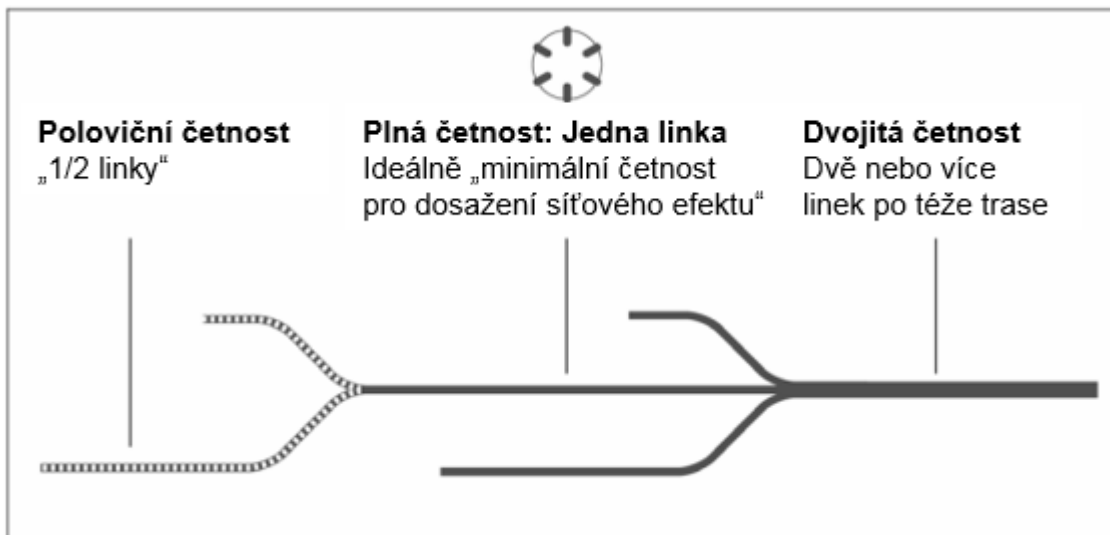 Poloviční četnost
„1/2 linky“
Plná četnost: Jedna linka
Ideálně „minimální četnost
pro dosažení síťového efektu“
Dvojitá četnost
Dvě nebo více
linek po téže trase